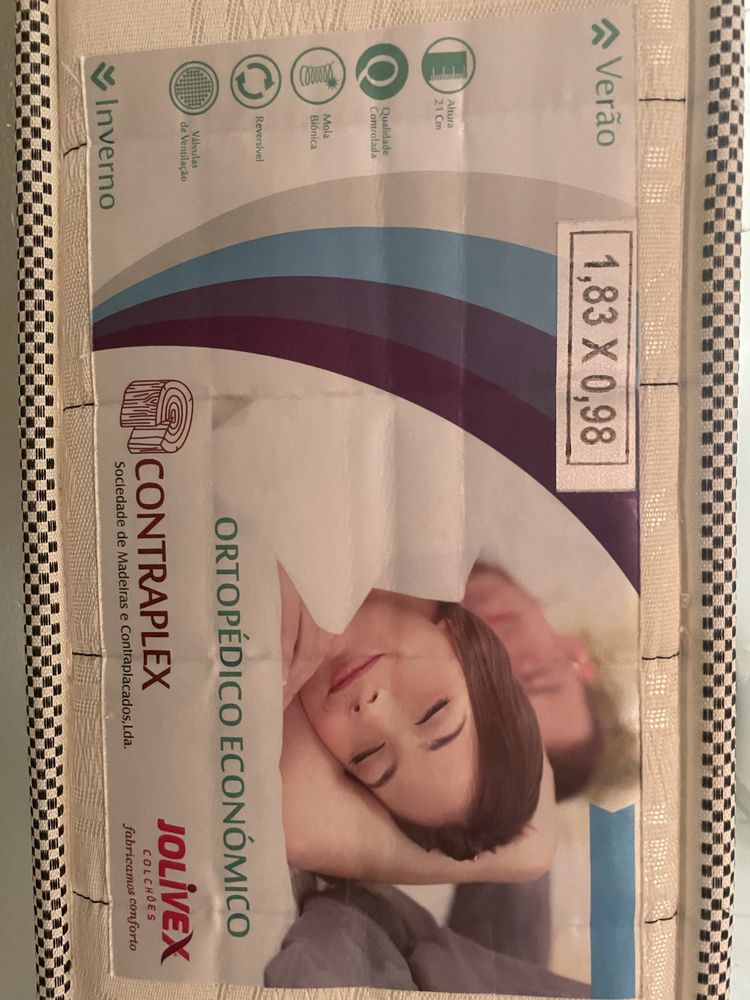 Verão
Altura
21 Cm
Qualidade
Controlada
Mola
Biónica
Reversível
Válvulas
de Ventilação
Inverno
1,83 X 0,98
ORTOPÉDICO ECONÓMICO
CONTRAPLEX
Sociedade de Madeiras e Contraplacados,Lda.
JOLIVEX
COLCHÕES
fabricamos conforto